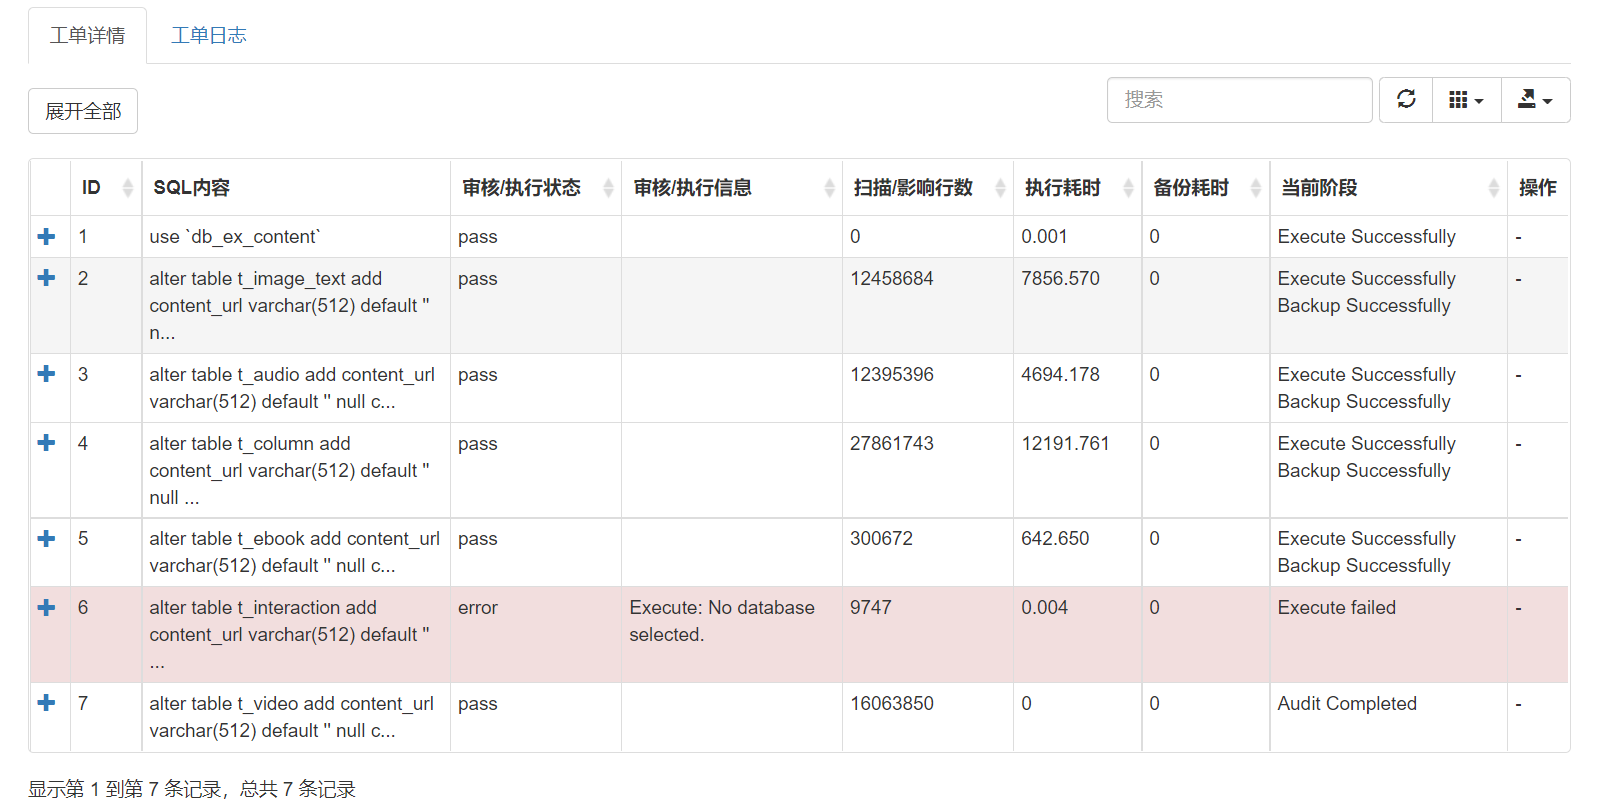 工单详情 工单日志
展开全部 搜索
ID SQL内容 审核/执行状态 审核/执行信息 扫描/影响行数 执行耗时 备份耗时 当前阶段 操作
1 use `db_ex_content` pass 0 0.001 0 Execute Successfully -
2 alter table t_image_text add pass 12458684 7856.570 0 Execute Successfully -
content_url varchar(512) default '' Backup Successfully
n...
3 alter table t_audio add content_url pass 12395396 4694.178 0 Execute Successfully -
varchar(512) default '' null c... Backup Successfully
4 alter table t_column add pass 27861743 12191.761 0 Execute Successfully -
content_url varchar(512) default '' Backup Successfully
null ...
5 alter table t_ebook add content_url pass 300672 642.650 0 Execute Successfully -
varchar(512) default '' null c... Backup Successfully
6 alter table t_interaction add error Execute: No database 9747 0.004 0 Execute failed -
content_url varchar(512) default '' selected.
...
7 alter table t_video add content_url pass 16063850 0 0 Audit Completed -
varchar(512) default '' null c...
显示第 1 到第 7 条记录，总共 7 条记录